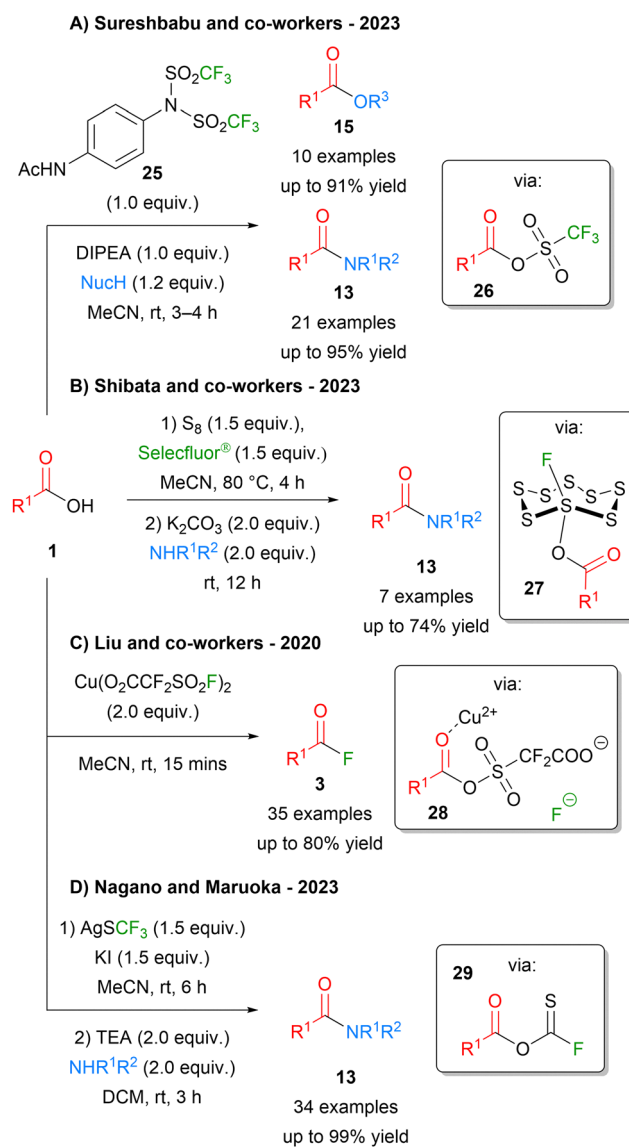 A) Sureshbabu and co-workers - 2023
SO2CF3
N
SO2CF3
AcHN
25
(1.0 equiv.)
DIPEA (1.0 equiv.)
NucH (1.2 equiv.)
MeCN, rt, 3–4 h
O
R1
OR3
15
10 examples
up to 91% yield
O
R1
NR1R2
13
21 examples
up to 95% yield
via:
O
O
S
CF3
R1
O
O
26
B) Shibata and co-workers - 2023
O
R1
OH
1
1) S8 (1.5 equiv.),
Selecfluor® (1.5 equiv.)
MeCN, 80 °C, 4 h
2) K2CO3 (2.0 equiv.)
NHR1R2 (2.0 equiv.)
rt, 12 h
O
R1
NR1R2
13
7 examples
up to 74% yield
via:
F
S
S
S
S
S
S
S
S
O
O
27
R1
C) Liu and co-workers - 2020
Cu(O2CCF2SO2F)2
(2.0 equiv.)
MeCN, rt, 15 mins
O
R1
F
3
35 examples
up to 80% yield
via:
Cu2+
O
O
S
CF2COO⊖
R1
O
O
28
F⊖
D) Nagano and Maruoka - 2023
1) AgSCF3 (1.5 equiv.)
KI (1.5 equiv.)
MeCN, rt, 6 h
2) TEA (2.0 equiv.)
NHR1R2 (2.0 equiv.)
DCM, rt, 3 h
O
R1
NR1R2
13
34 examples
up to 99% yield
29
via:
O
S
R1
O
F